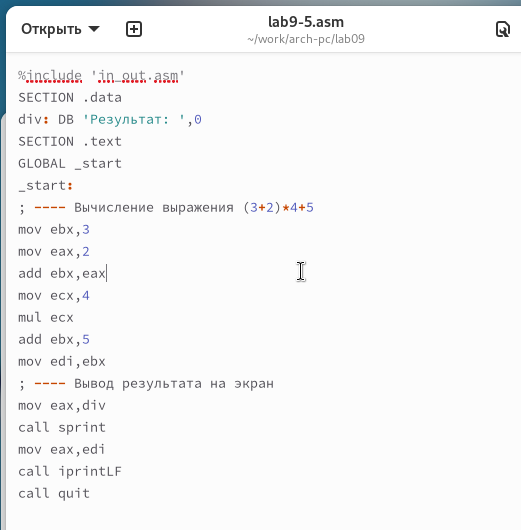 Открыть
lab9-5.asm
~/work/arch-pc/lab09
%include 'in_out.asm'
SECTION .data
div: DB 'Результат: ',0
SECTION .text
GLOBAL _start
_start:
; ---- Вычисление выражения (3+2)*4+5
mov ebx,3
mov eax,2
add ebx,eax
mov ecx,4
mul ecx
add ebx,5
mov edi,ebx
; ---- Вывод результата на экран
mov eax,div
call sprint
mov eax,edi
call iprintLF
call quit